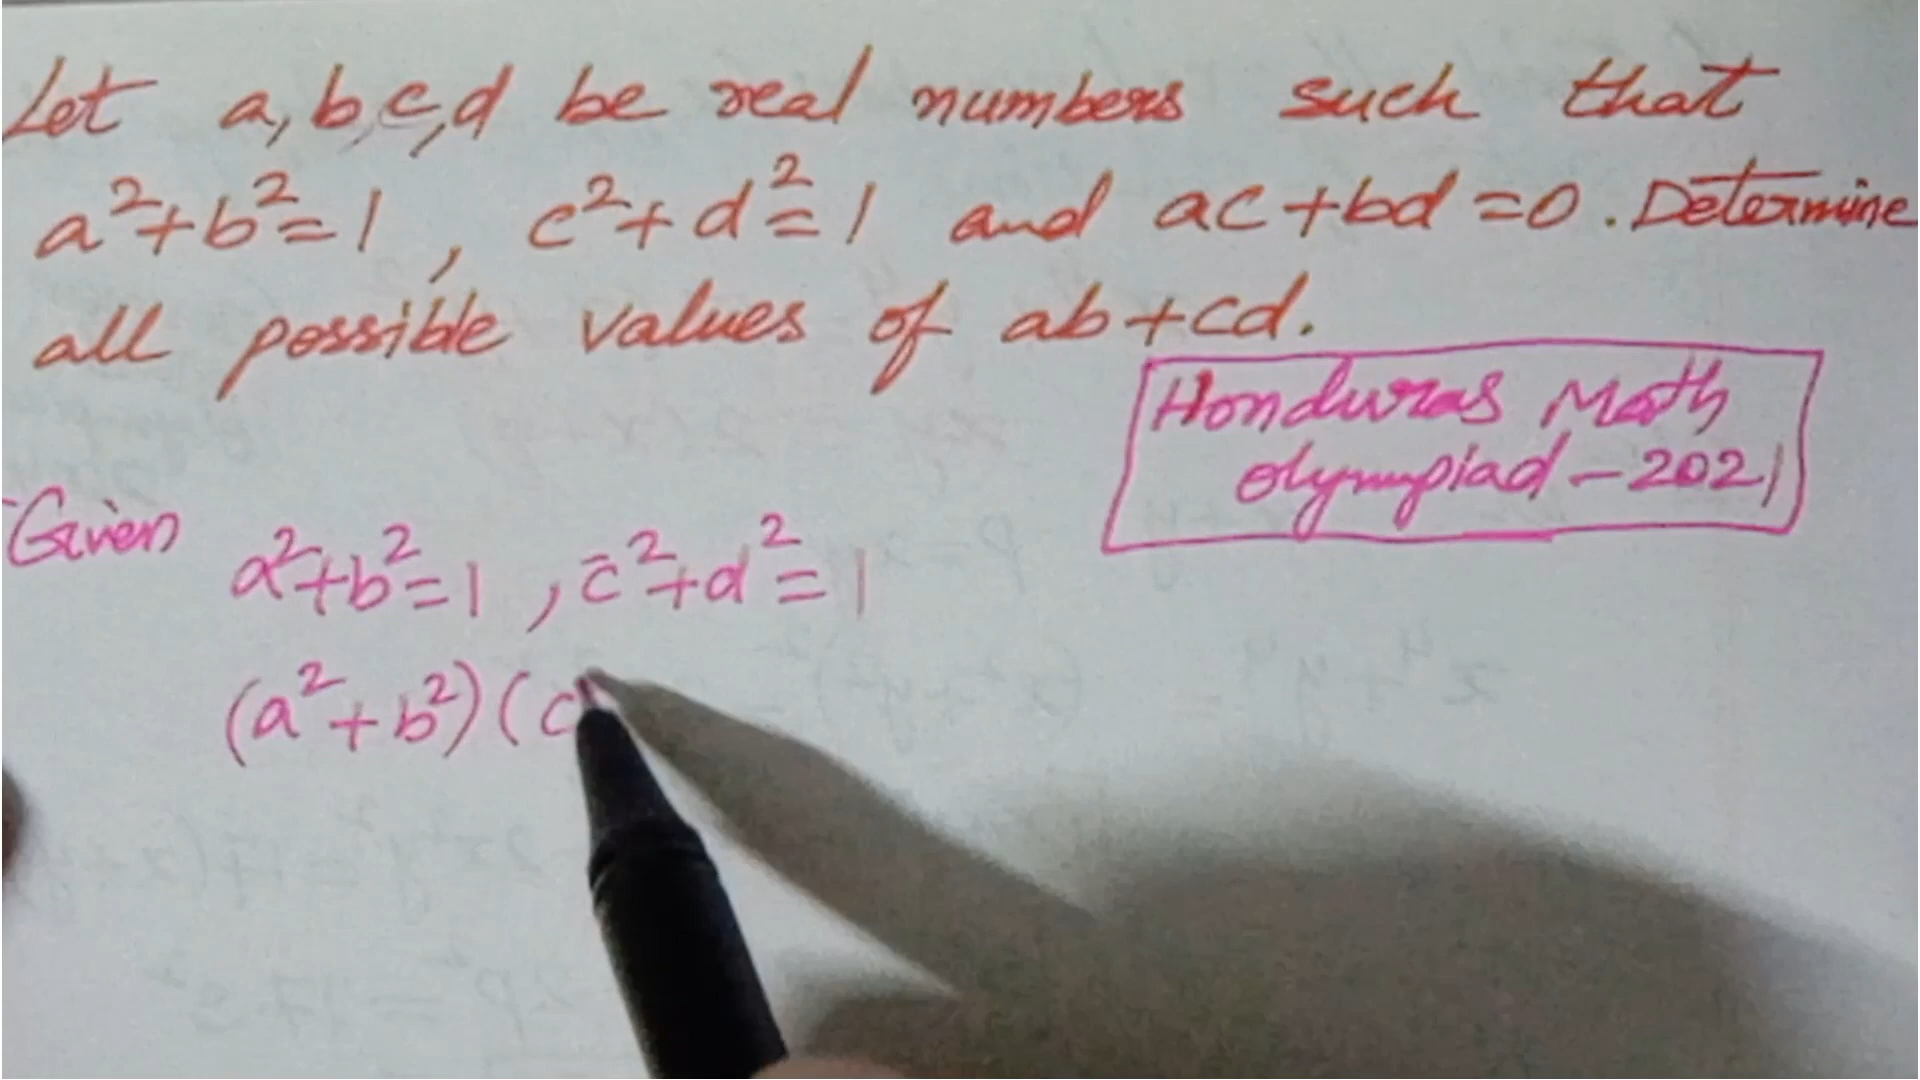 Let a, b, c, d be real numbers such that
a²+b²=1, c²+d²=1 and ac+bd=0. Determine
all possible values of ab+cd.
Honduras Math
Olympiad-2021
Given
a²+b²=1, c²+d²=1
(a²+b²)(c